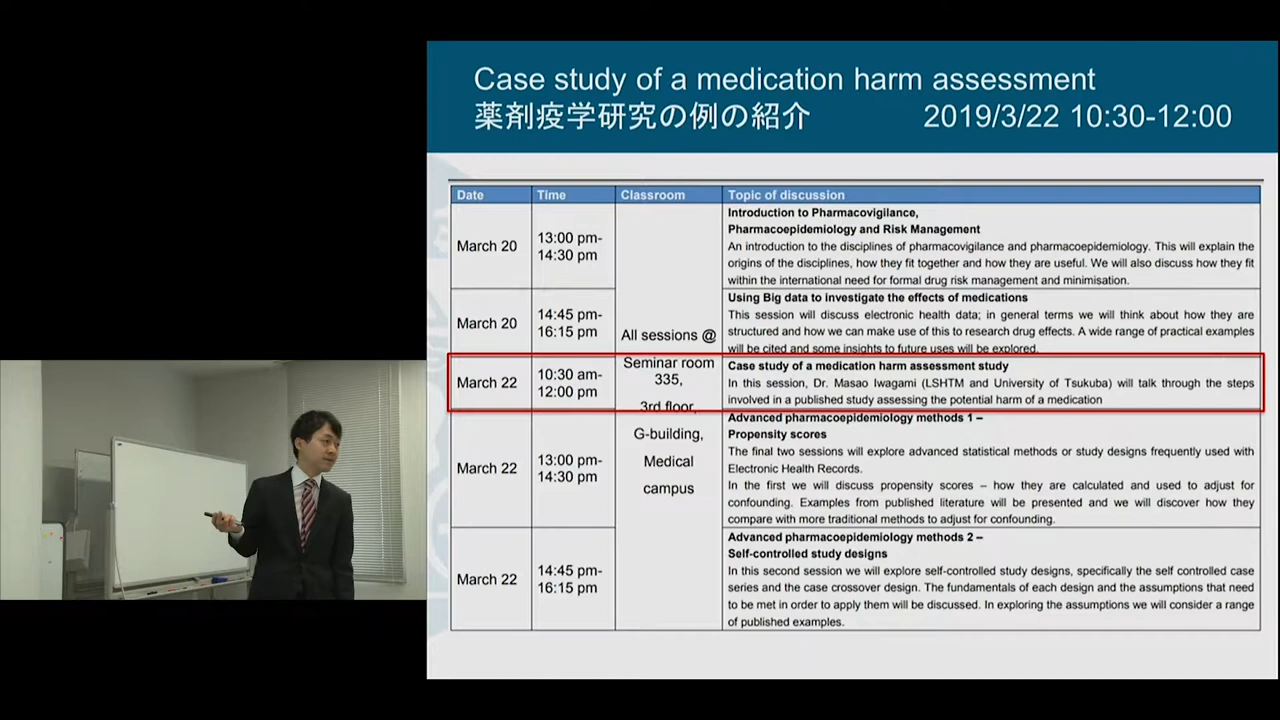 Case study of a medication harm assessment
薬剤疫学研究の例の紹介 2019/3/22 10:30-12:00
Date Time Classroom Topic of discussion
March 20
13:00 pm-
14:30 pm
Introduction to Pharmacovigilance,
Pharmacoepidemiology and Risk Management
An introduction to the disciplines of pharmacovigilance and pharmacoepidemiology. This will explain the
origins of the disciplines, how they fit together and how they are useful. We will also discuss how they fit
within the international need for formal drug risk management and minimisation.
March 20
14:45 pm-
16:15 pm
Using Big data to investigate the effects of medications
This session will discuss electronic health data; in general terms we will think about how they are
structured and how we can make use of this to research drug effects. A wide range of practical examples
will be cited and some insights to future uses will be explored.
All sessions @
Seminar room
335,
3rd floor,
G-building,
Medical
campus
March 22
10:30 am-
12:00 pm
Case study of a medication harm assessment study
In this session, Dr. Masao Iwagami (LSHTM and University of Tsukuba) will talk through the steps
involved in a published study assessing the potential harm of a medication
March 22
13:00 pm-
14:30 pm
Advanced pharmacoepidemiology methods 1 –
Propensity scores
The final two sessions will explore advanced statistical methods or study designs frequently used with
Electronic Health Records.
In the first we will discuss propensity scores – how they are calculated and used to adjust for
confounding. Examples from published literature will be presented and we will discover how they
compare with more traditional methods to adjust for confounding.
March 22
14:45 pm-
16:15 pm
Advanced pharmacoepidemiology methods 2 –
Self-controlled study designs
In this second session we will explore self-controlled study designs, specifically the self controlled case
series and the case crossover design. The fundamentals of each design and the assumptions that need
to be met in order to apply them will be discussed. In exploring the assumptions we will consider a range
of published examples.